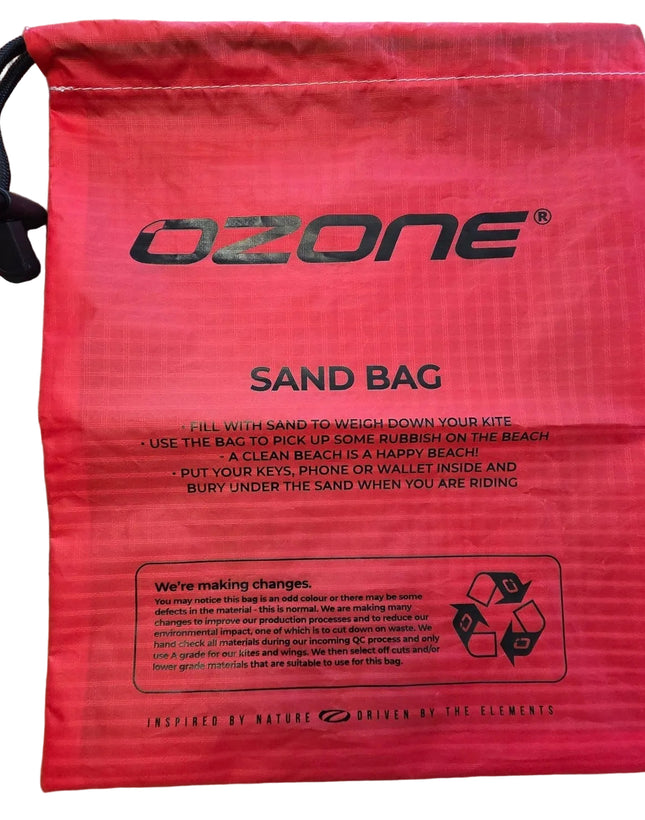 OZONE®
SAND BAG
- FILL WITH SAND TO WEIGH DOWN YOUR KITE
- USE THE BAG TO PICK UP SOME RUBBISH ON THE BEACH
- A CLEAN BEACH IS A HAPPY BEACH!
- PUT YOUR KEYS, PHONE OR WALLET INSIDE AND
BURY UNDER THE SAND WHEN YOU ARE RIDING
We're making changes.
You may notice this bag is an odd colour or there may be some
defects in the material - this is normal. We are making many
changes to improve our production processes and to reduce our
environmental impact, one of which is to cut down on waste. We
hand check all materials during our incoming QC process and only
use A grade for our kites and wings. We then select off cuts and/or
lower grade materials that are suitable to use for this bag.
INSPIRED BY NATURE DRIVEN BY THE ELEMENTS